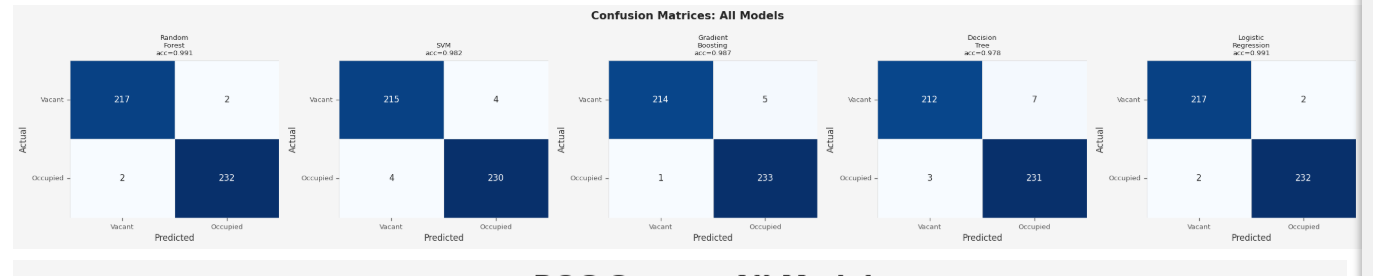 Confusion Matrices: All Models
Random
Forest
acc=0.991
Vacant
217
2
Occupied
2
232
Actual
Vacant
Occupied
Predicted
SVM
acc=0.982
215
4
4
230
Actual
Vacant
Occupied
Vacant
Occupied
Predicted
Gradient
Boosting
acc=0.987
Vacant
214
5
Occupied
1
233
Actual
Vacant
Occupied
Predicted
Decision
Tree
acc=0.978
Vacant
212
7
Occupied
3
231
Actual
Vacant
Occupied
Predicted
Logistic
Regression
acc=0.991
Vacant
217
2
Occupied
2
232
Actual
Vacant
Occupied
Predicted